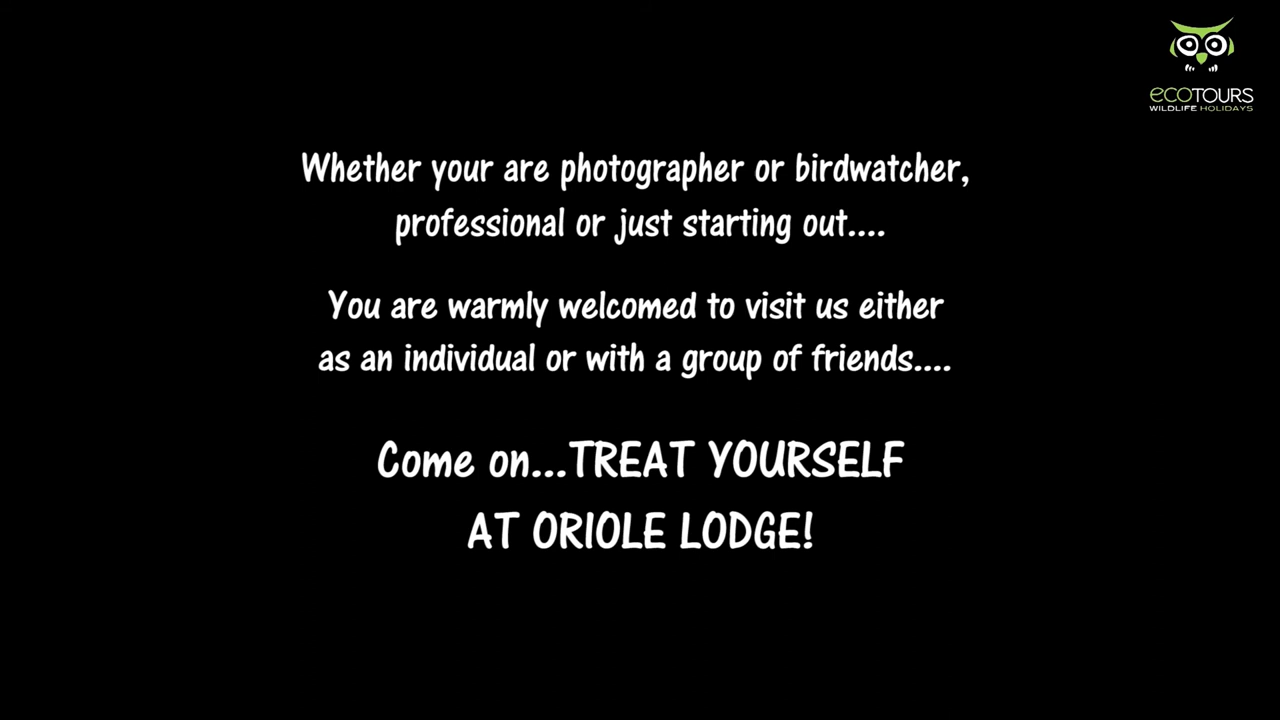 ecoTOURS
WILDLIFE HOLIDAYS
Whether your are photographer or birdwatcher,
professional or just starting out....
You are warmly welcomed to visit us either
as an individual or with a group of friends....
Come on...TREAT YOURSELF
AT ORIOLE LODGE!